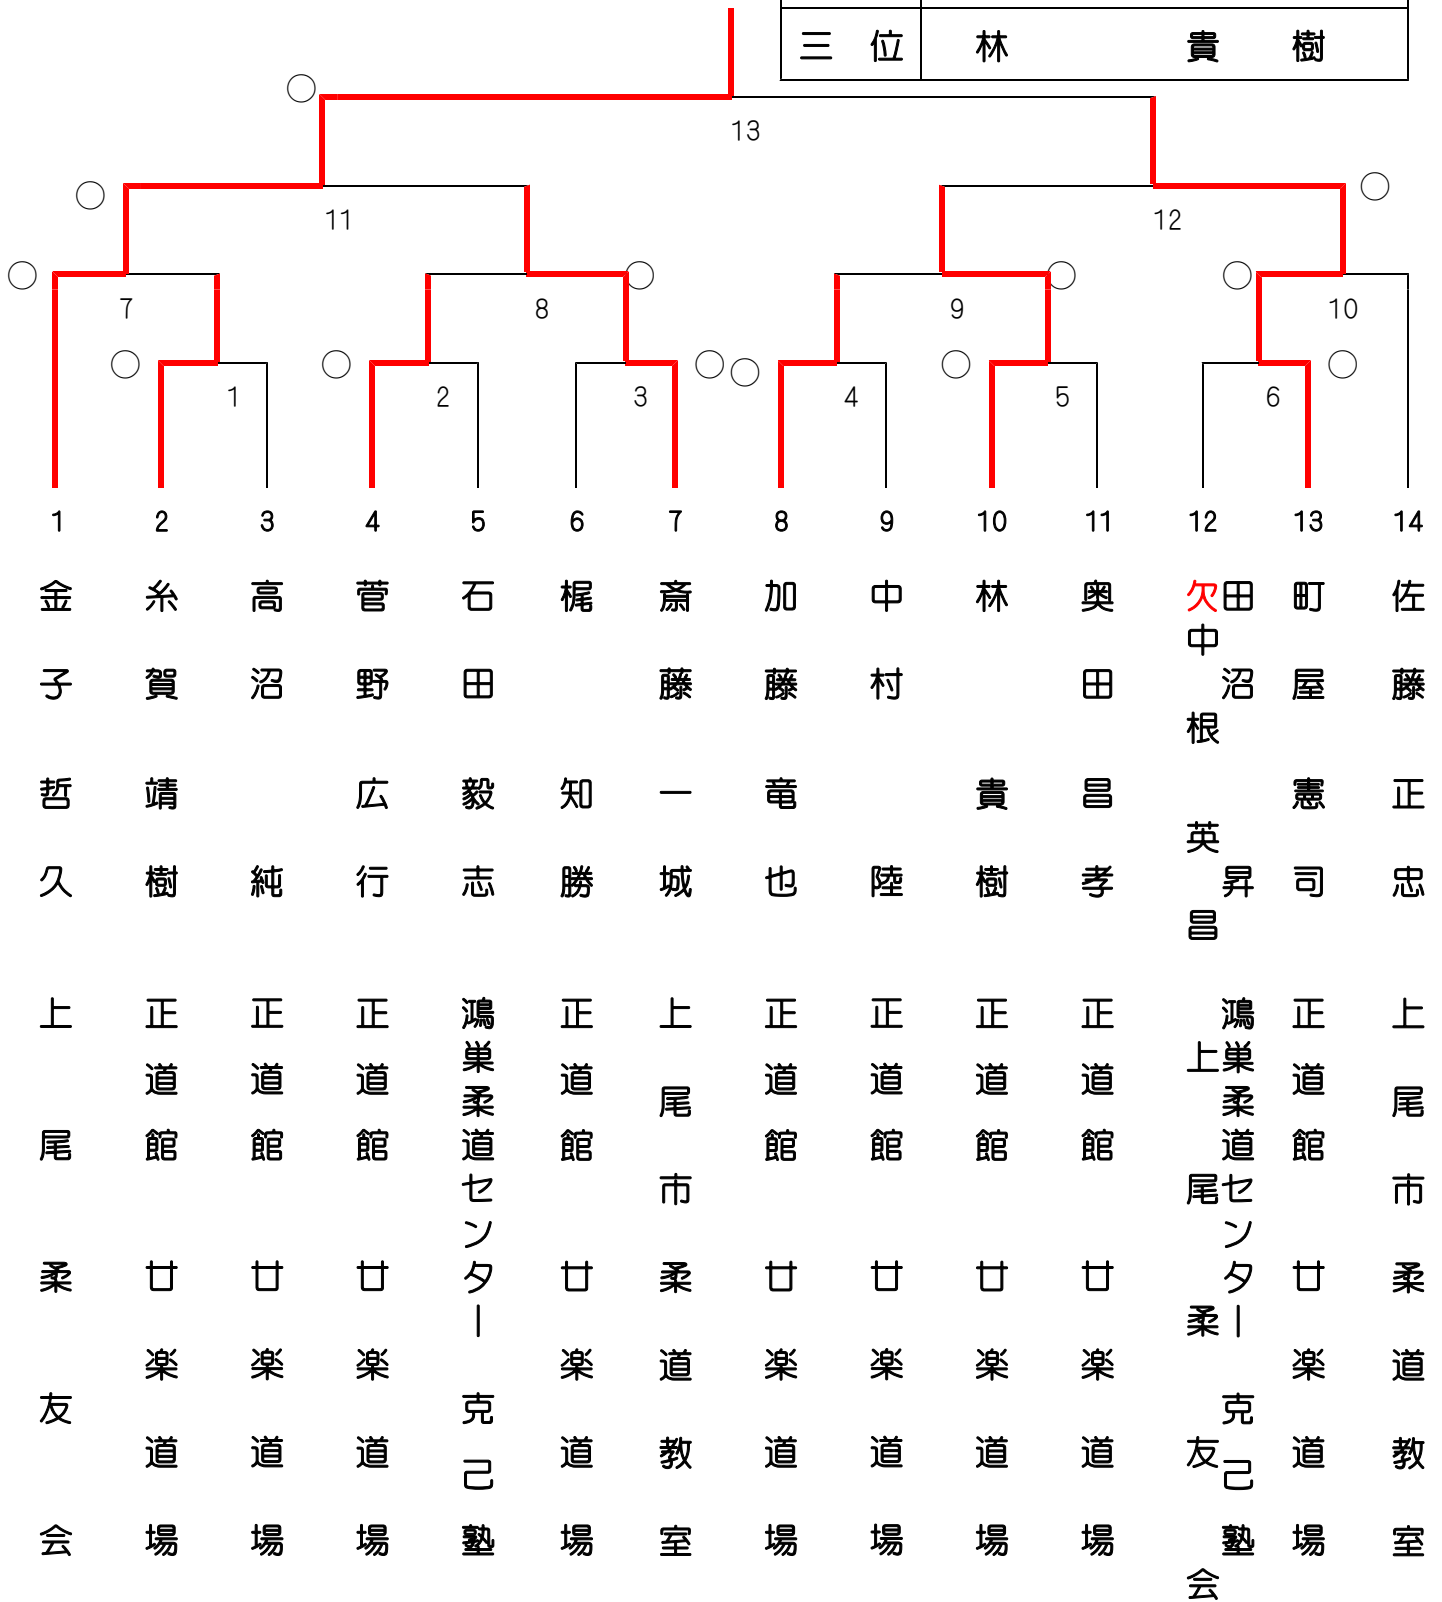 三位 林 貴樹
13
11 12
7 8 9 10
1 2 3 4 5 6
1 2 3 4 5 6 7 8 9 10 11 12 13 14
金子 哲久 上尾柔友会
糸賀 靖樹 正道館 廿楽道場
高沼 純 正道館 廿楽道場
菅野 広行 正道館 廿楽道場
石田 毅志 鴻巣柔道センター 克己塾
梶 知勝 正道館 廿楽道場
斎藤 一城 上尾市柔道教室
加藤 竜也 正道館 廿楽道場
中村 陸 正道館 廿楽道場
林 貴樹 正道館 廿楽道場
奥田 昌孝 正道館 廿楽道場
欠
中根 英昌 上尾柔友会
田沼 昇 鴻巣柔道センター 克己塾
町屋 憲司 正道館 廿楽道場
佐藤 正忠 上尾市柔道教室